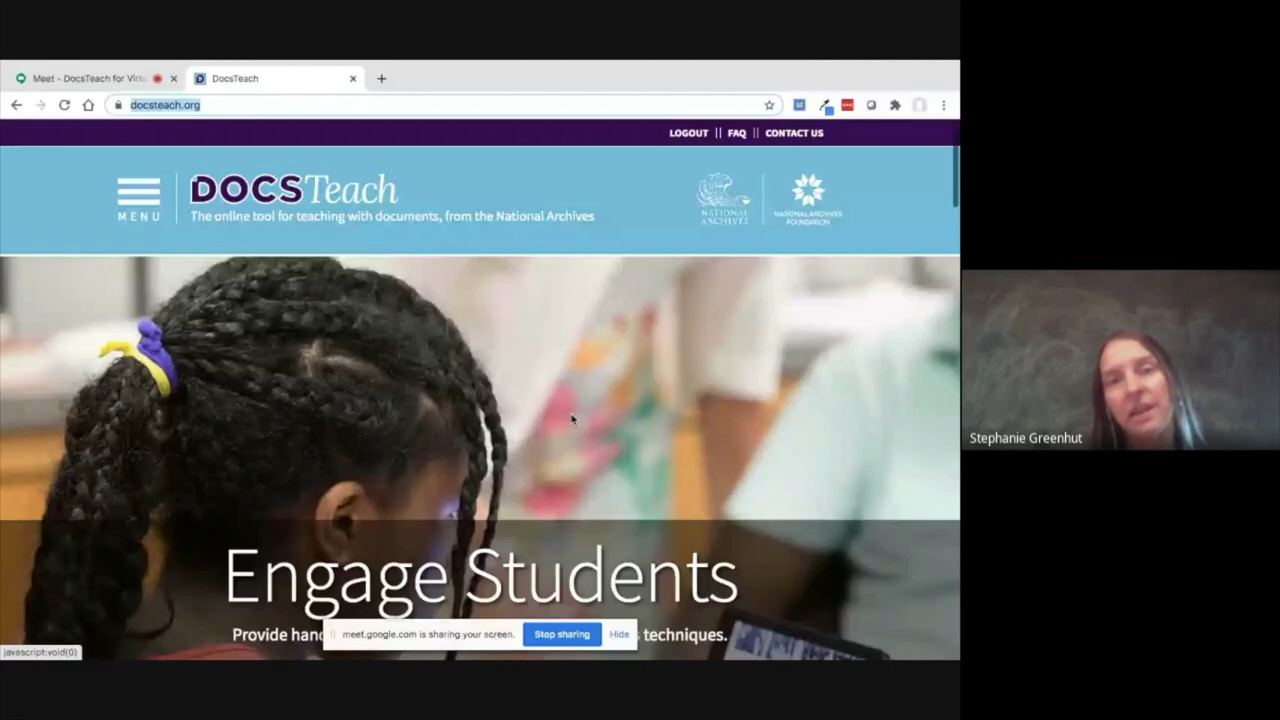 Meet - DocsTeach for Virtu
DocsTeach
docsteach.org
LOGOUT || FAQ || CONTACT US
MENU
DOCSTeach
The online tool for teaching with documents, from the National Archives
NATIONAL
ARCHIVES
NATIONAL ARCHIVES
FOUNDATION
Stephanie Greenhut
Engage Students
Provide hand
meet.google.com is sharing your screen.
Stop sharing
Hide
techniques.
javascript:void(0)